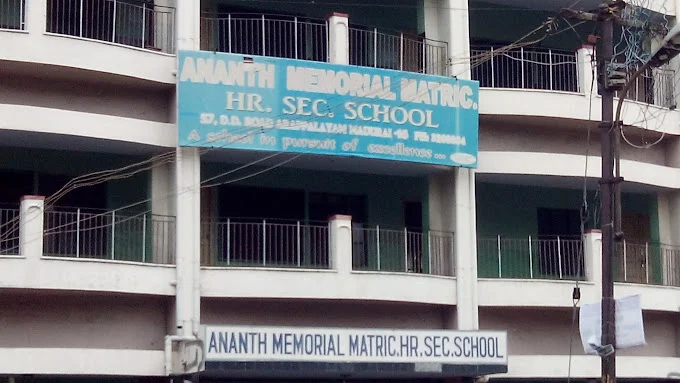 ANANTH MEMORIAL MATRIC.
HR. SEC. SCHOOL
57, D.D. ROAD ARAPPALAYAM MADURAI -16 PH:
A school in pursuit of excellence...
ANANTH MEMORIAL MATRIC.HR.SEC.SCHOOL